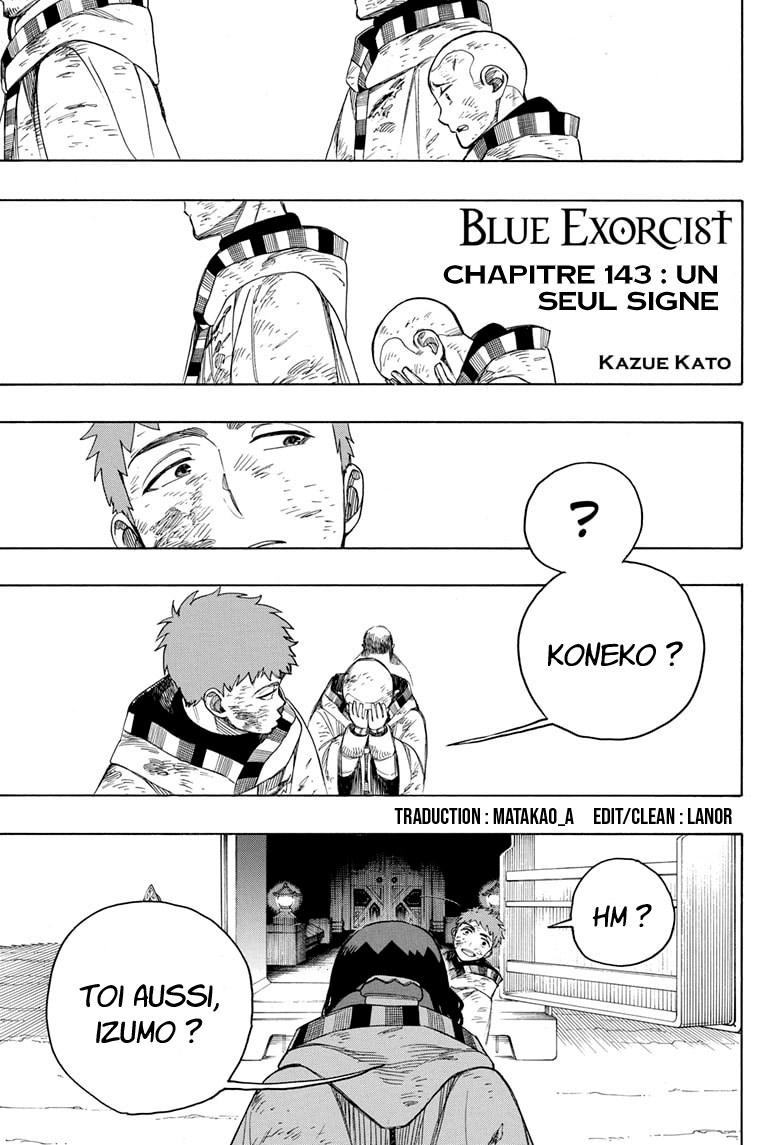 BLUE EXORCIST
CHAPITRE 143 : UN
SEUL SIGNE
KAZUE KATO
?
KONEKO ?
TRADUCTION : MATAKAO_A EDIT/CLEAN : LANOR
HM ?
TOI AUSSI,
IZUMO ?